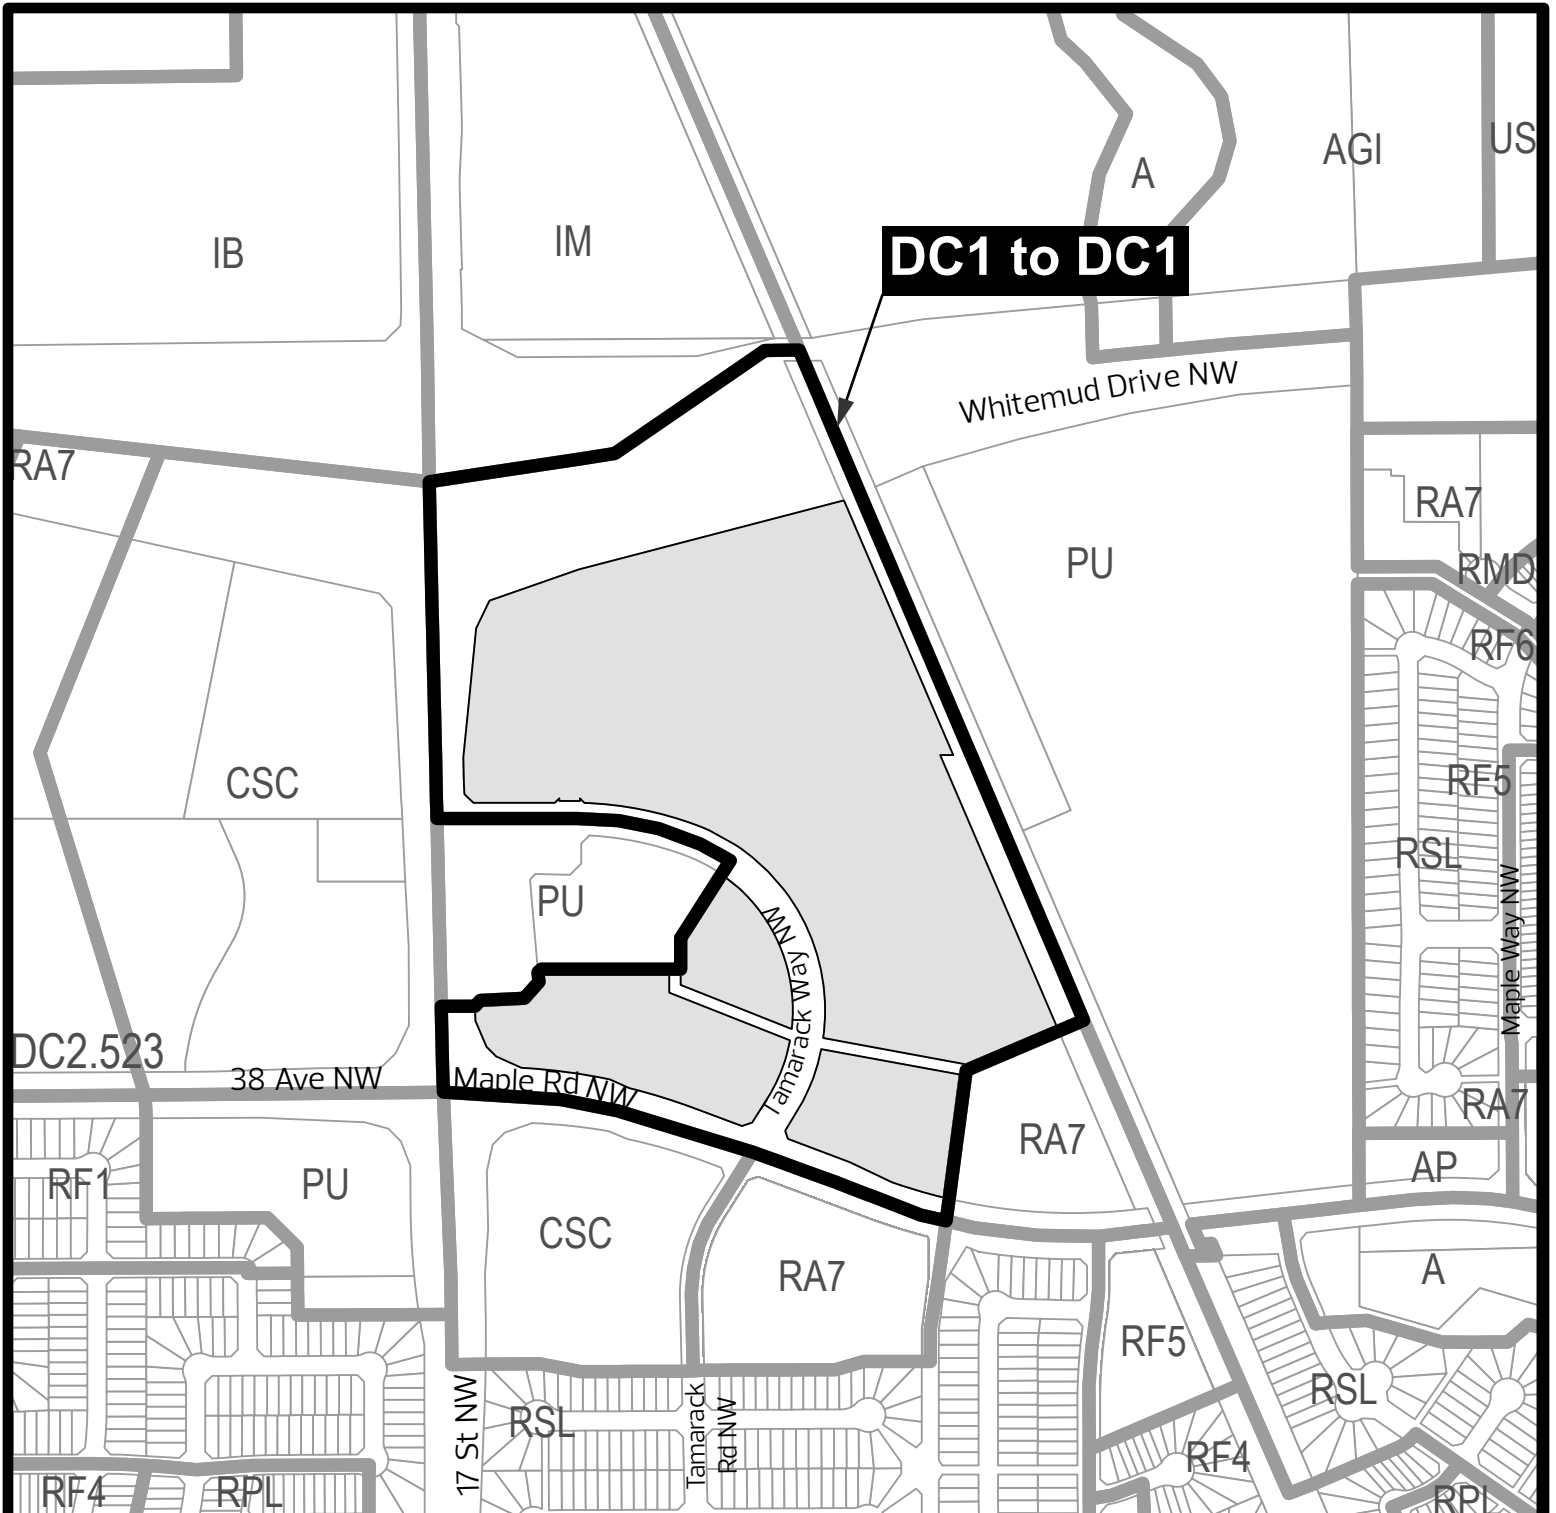 US
AGI
A
IM
IB
DC1 to DC1
Whitemud Drive NW
RA7
RA7
PU
RMD
RF6
CSC
RF5
RSL
PU
Maple Way NW
Tamarack Way NW
DC2.523
38 Ave NW
Maple Rd NW
RA7
RA7
AP
RF1
PU
CSC
RA7
A
RF5
RSL
17 St NW
RSL
Tamarack
Rd NW
RF4
RF4
RPL
RPL